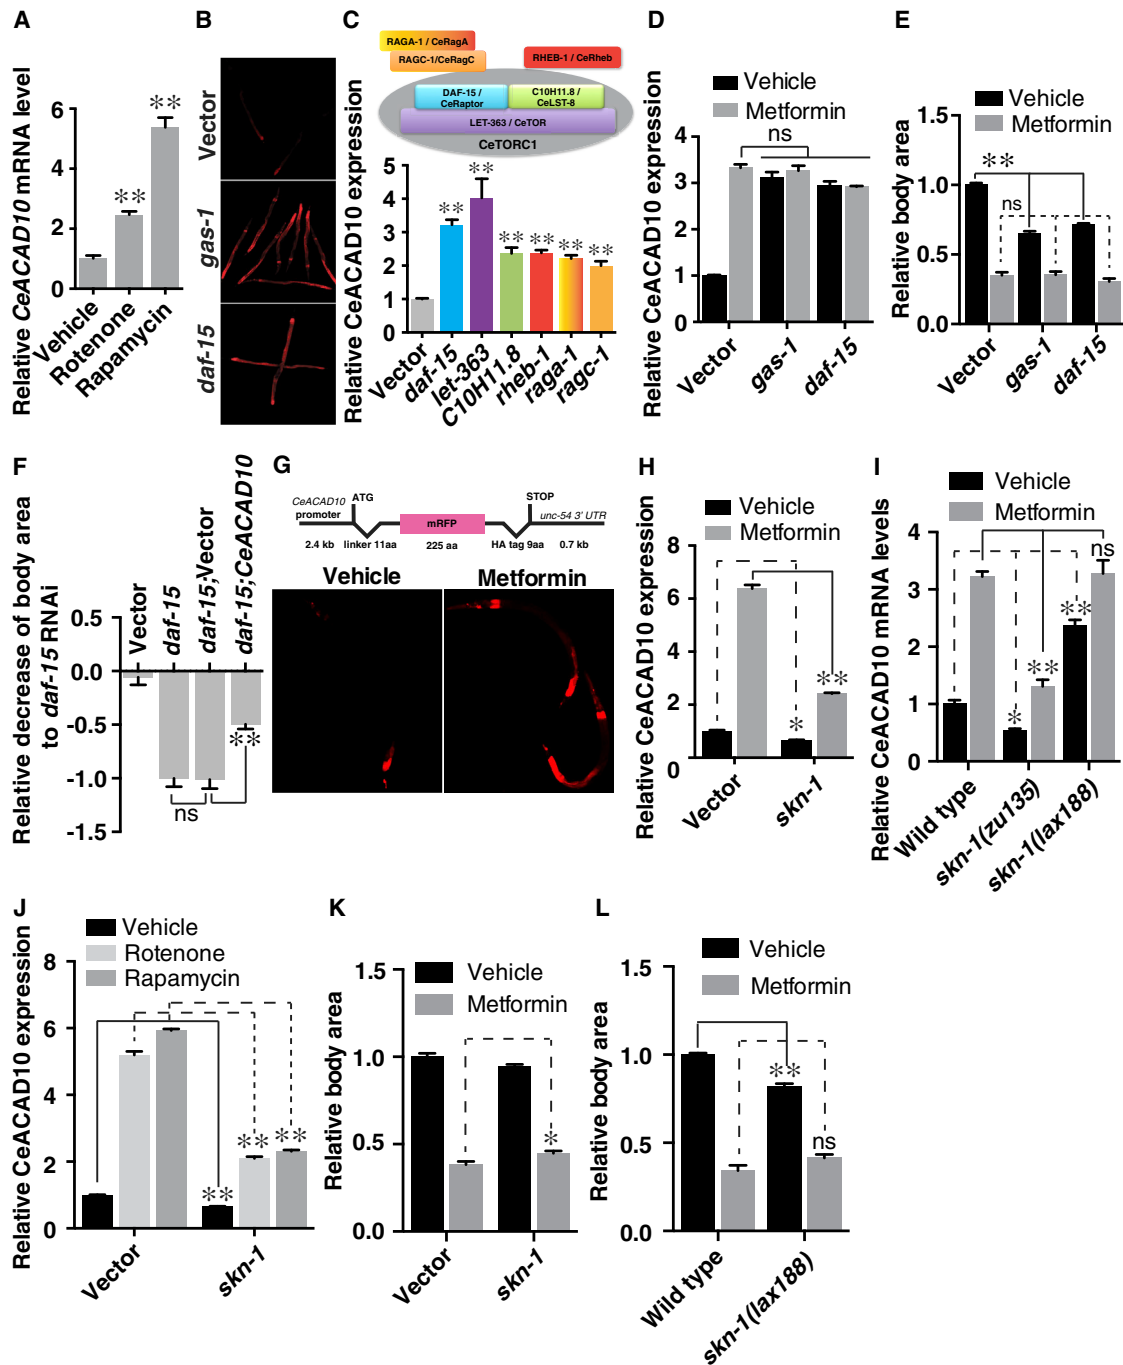 A
Relative CeACAD10 mRNA level
6
4
2
0
**
**
Vehicle
Rotenone
Rapamycin
B
Vector
gas-1
daf-15
C
RAGA-1 / CeRagA
RAGC-1/CeRagC
RHEB-1 / CeRheb
DAF-15 /
CeRaptor
C10H11.8 /
CeLST-8
LET-363 / CeTOR
CeTORC1
Relative CeACAD10 expression
5
4
3
2
1
0
**
**
**
**
**
**
Vector
daf-15
let-363
C10H11.8
rheb-1
raga-1
ragc-1
D
Vehicle
Metformin
Relative CeACAD10 expression
4
3
2
1
0
ns
Vector
gas-1
daf-15
E
Vehicle
Metformin
Relative body area
1.5
1.0
0.5
0.0
**
ns
Vector
gas-1
daf-15
F
Relative decrease of body area
to daf-15 RNAi
0.5
0.0
-0.5
-1.0
-1.5
Vector
daf-15
daf-15;Vector
daf-15;CeACAD10
**
ns
G
CeACAD10
promoter
ATG
mRFP
STOP
unc-54 3' UTR
2.4 kb
linker 11aa
225 aa
HA tag 9aa
0.7 kb
Vehicle
Metformin
H
Vehicle
Metformin
Relative CeACAD10 expression
8
6
4
2
0
*
**
Vector
skn-1
I
Vehicle
Metformin
Relative CeACAD10 mRNA levels
4
3
2
1
0
*
**
**
ns
Wild type
skn-1(zu135)
skn-1(lax188)
J
Vehicle
Rotenone
Rapamycin
Relative CeACAD10 expression
8
6
4
2
0
**
**
**
Vector
skn-1
K
Vehicle
Metformin
Relative body area
1.5
1.0
0.5
0.0
*
Vector
skn-1
L
Vehicle
Metformin
Relative body area
1.5
1.0
0.5
0.0
**
ns
Wild type
skn-1(lax188)